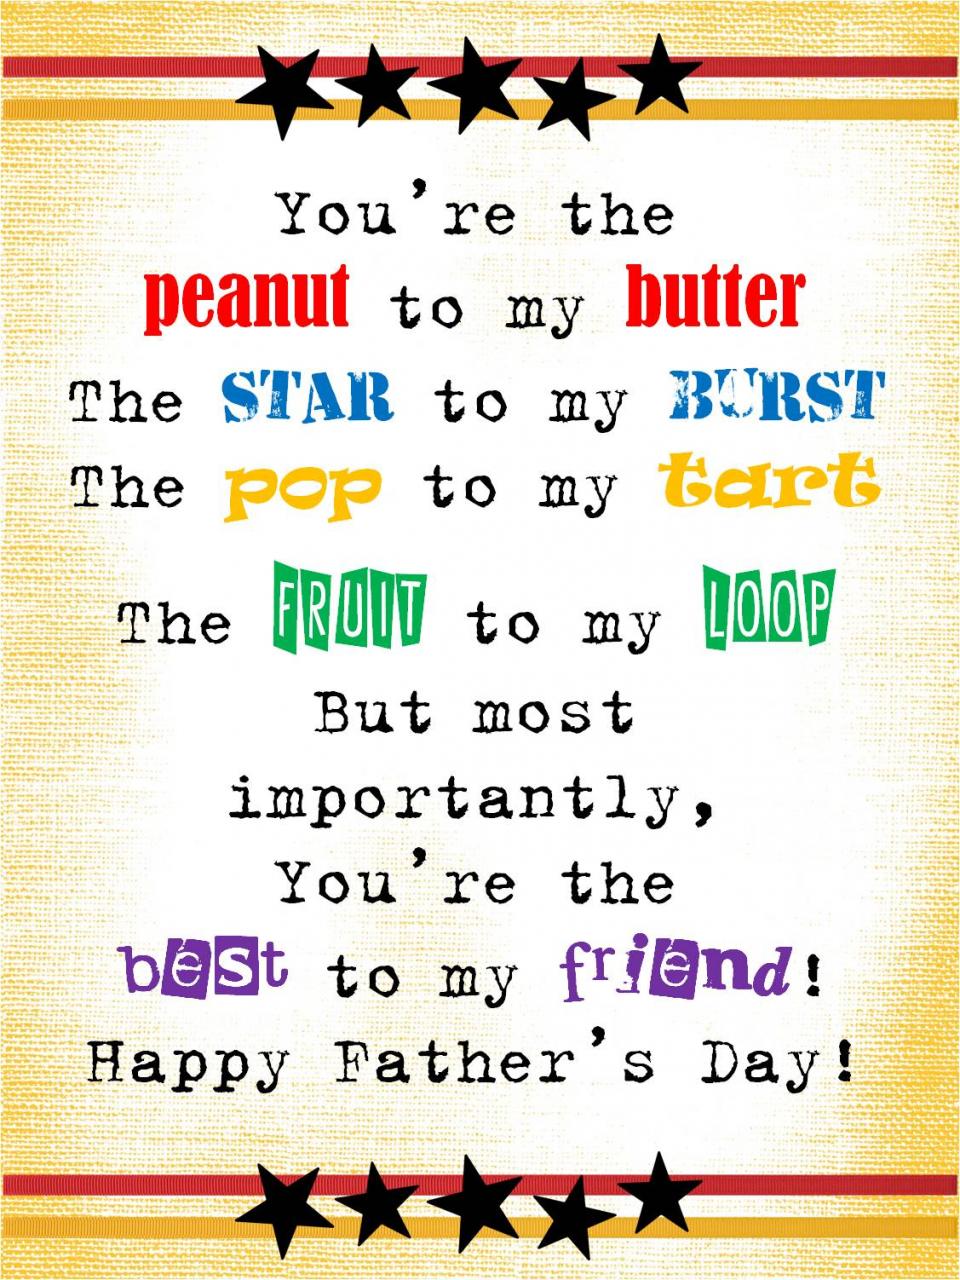 You're the
peanut to my butter
The STAR to my BURST
The pop to my tart
The FRUIT to my LOOP
But most
importantly,
You're the
best to my friend!
Happy Father's Day!